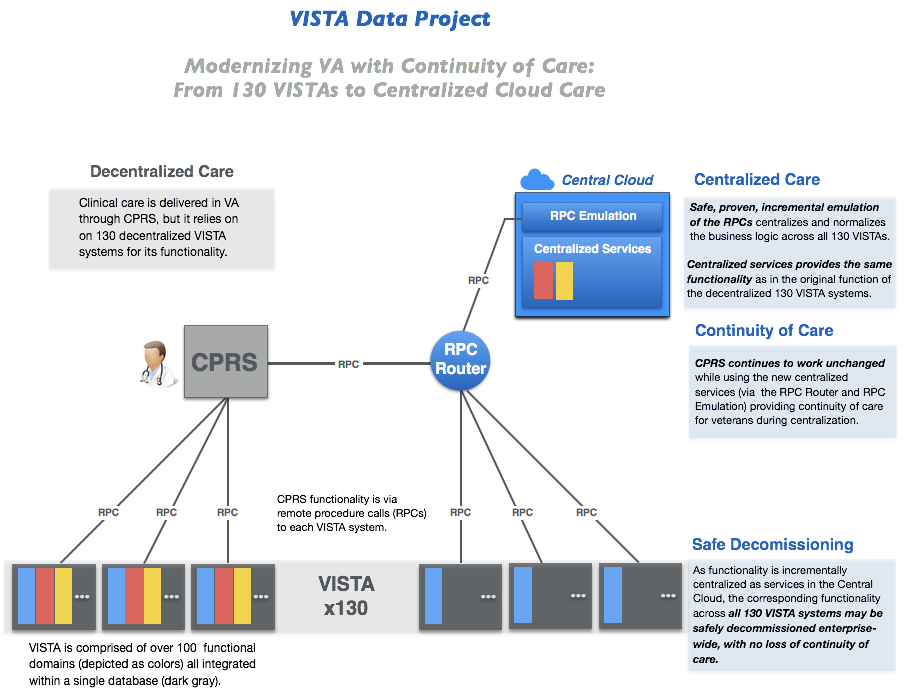 VISTA Data Project
Modernizing VA with Continuity of Care:
From 130 VISTAs to Centralized Cloud Care
Decentralized Care
Clinical care is delivered in VA
through CPRS, but it relies on
on 130 decentralized VISTA
systems for its functionality.
Central Cloud
RPC Emulation
Centralized Services
Centralized Care
Safe, proven, incremental emulation
of the RPCs centralizes and normalizes
the business logic across all 130 VISTAs.
Centralized services provides the same
functionality as in the original function of
the decentralized 130 VISTA systems.
RPC
CPRS
RPC
RPC
Router
Continuity of Care
CPRS continues to work unchanged
while using the new centralized
services (via the RPC Router and RPC
Emulation) providing continuity of care
for veterans during centralization.
CPRS functionality is via
remote procedure calls (RPCs)
to each VISTA system.
RPC
RPC
RPC
RPC
RPC
RPC
Safe Decomissioning
As functionality is incrementally
centralized as services in the Central
Cloud, the corresponding functionality
across all 130 VISTA systems may be
safely decommissioned enterprise-
wide, with no loss of continuity of
care.
...
...
...
VISTA
x130
...
...
...
VISTA is comprised of over 100 functional
domains (depicted as colors) all integrated
within a single database (dark gray).